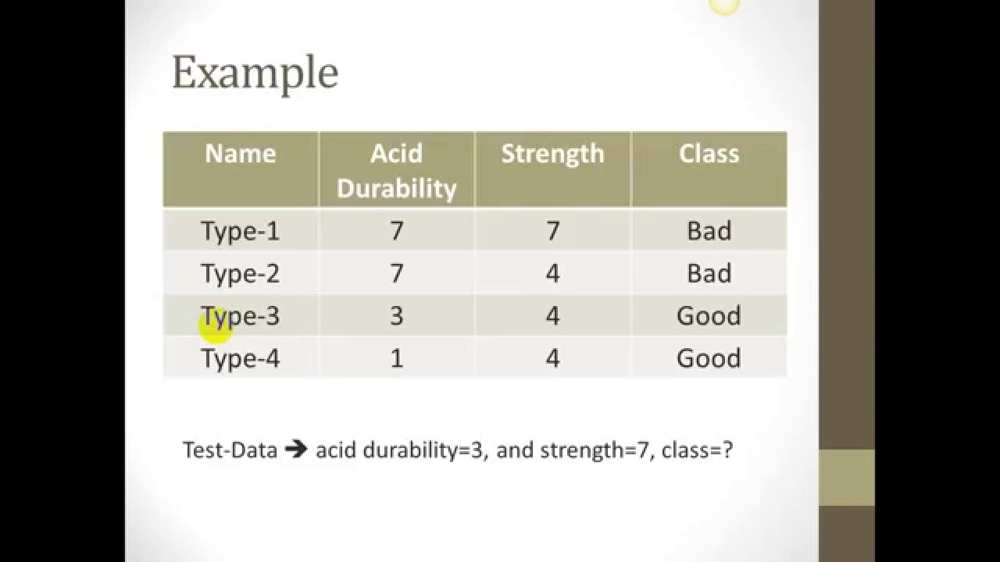 Example
Name Acid Durability Strength Class
Type-1 7 7 Bad
Type-2 7 4 Bad
Type-3 3 4 Good
Type-4 1 4 Good
Test-Data ➔ acid durability=3, and strength=7, class=?